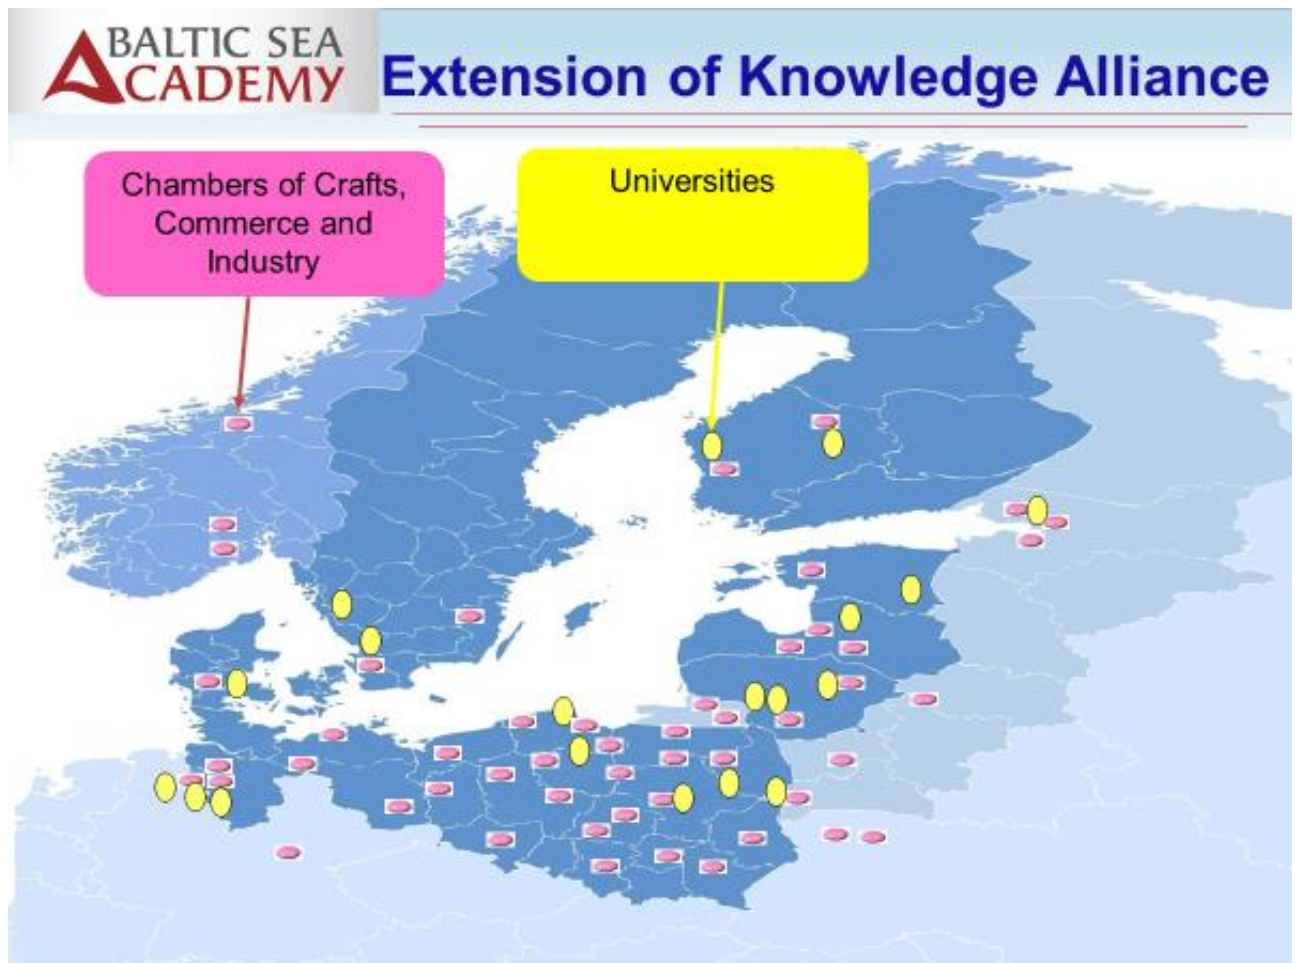 BALTIC SEA
ACADEMY
Extension of Knowledge Alliance
Chambers of Crafts,
Commerce and
Industry
Universities